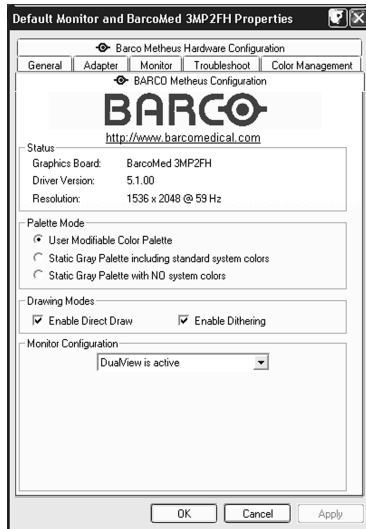 Default Monitor and BarcoMed 3MP2FH Properties
Barco Metheus Hardware Configuration
General Adapter Monitor Troubleshoot Color Management
BARCO Metheus Configuration
BARCO
http://www.barcomedical.com
Status
Graphics Board: BarcoMed 3MP2FH
Driver Version: 5.1.00
Resolution: 1536 x 2048 @ 59 Hz
Palette Mode
User Modifiable Color Palette
Static Gray Palette including standard system colors
Static Gray Palette with NO system colors
Drawing Modes
Enable Direct Draw Enable Dithering
Monitor Configuration
DualView is active
OK Cancel Apply